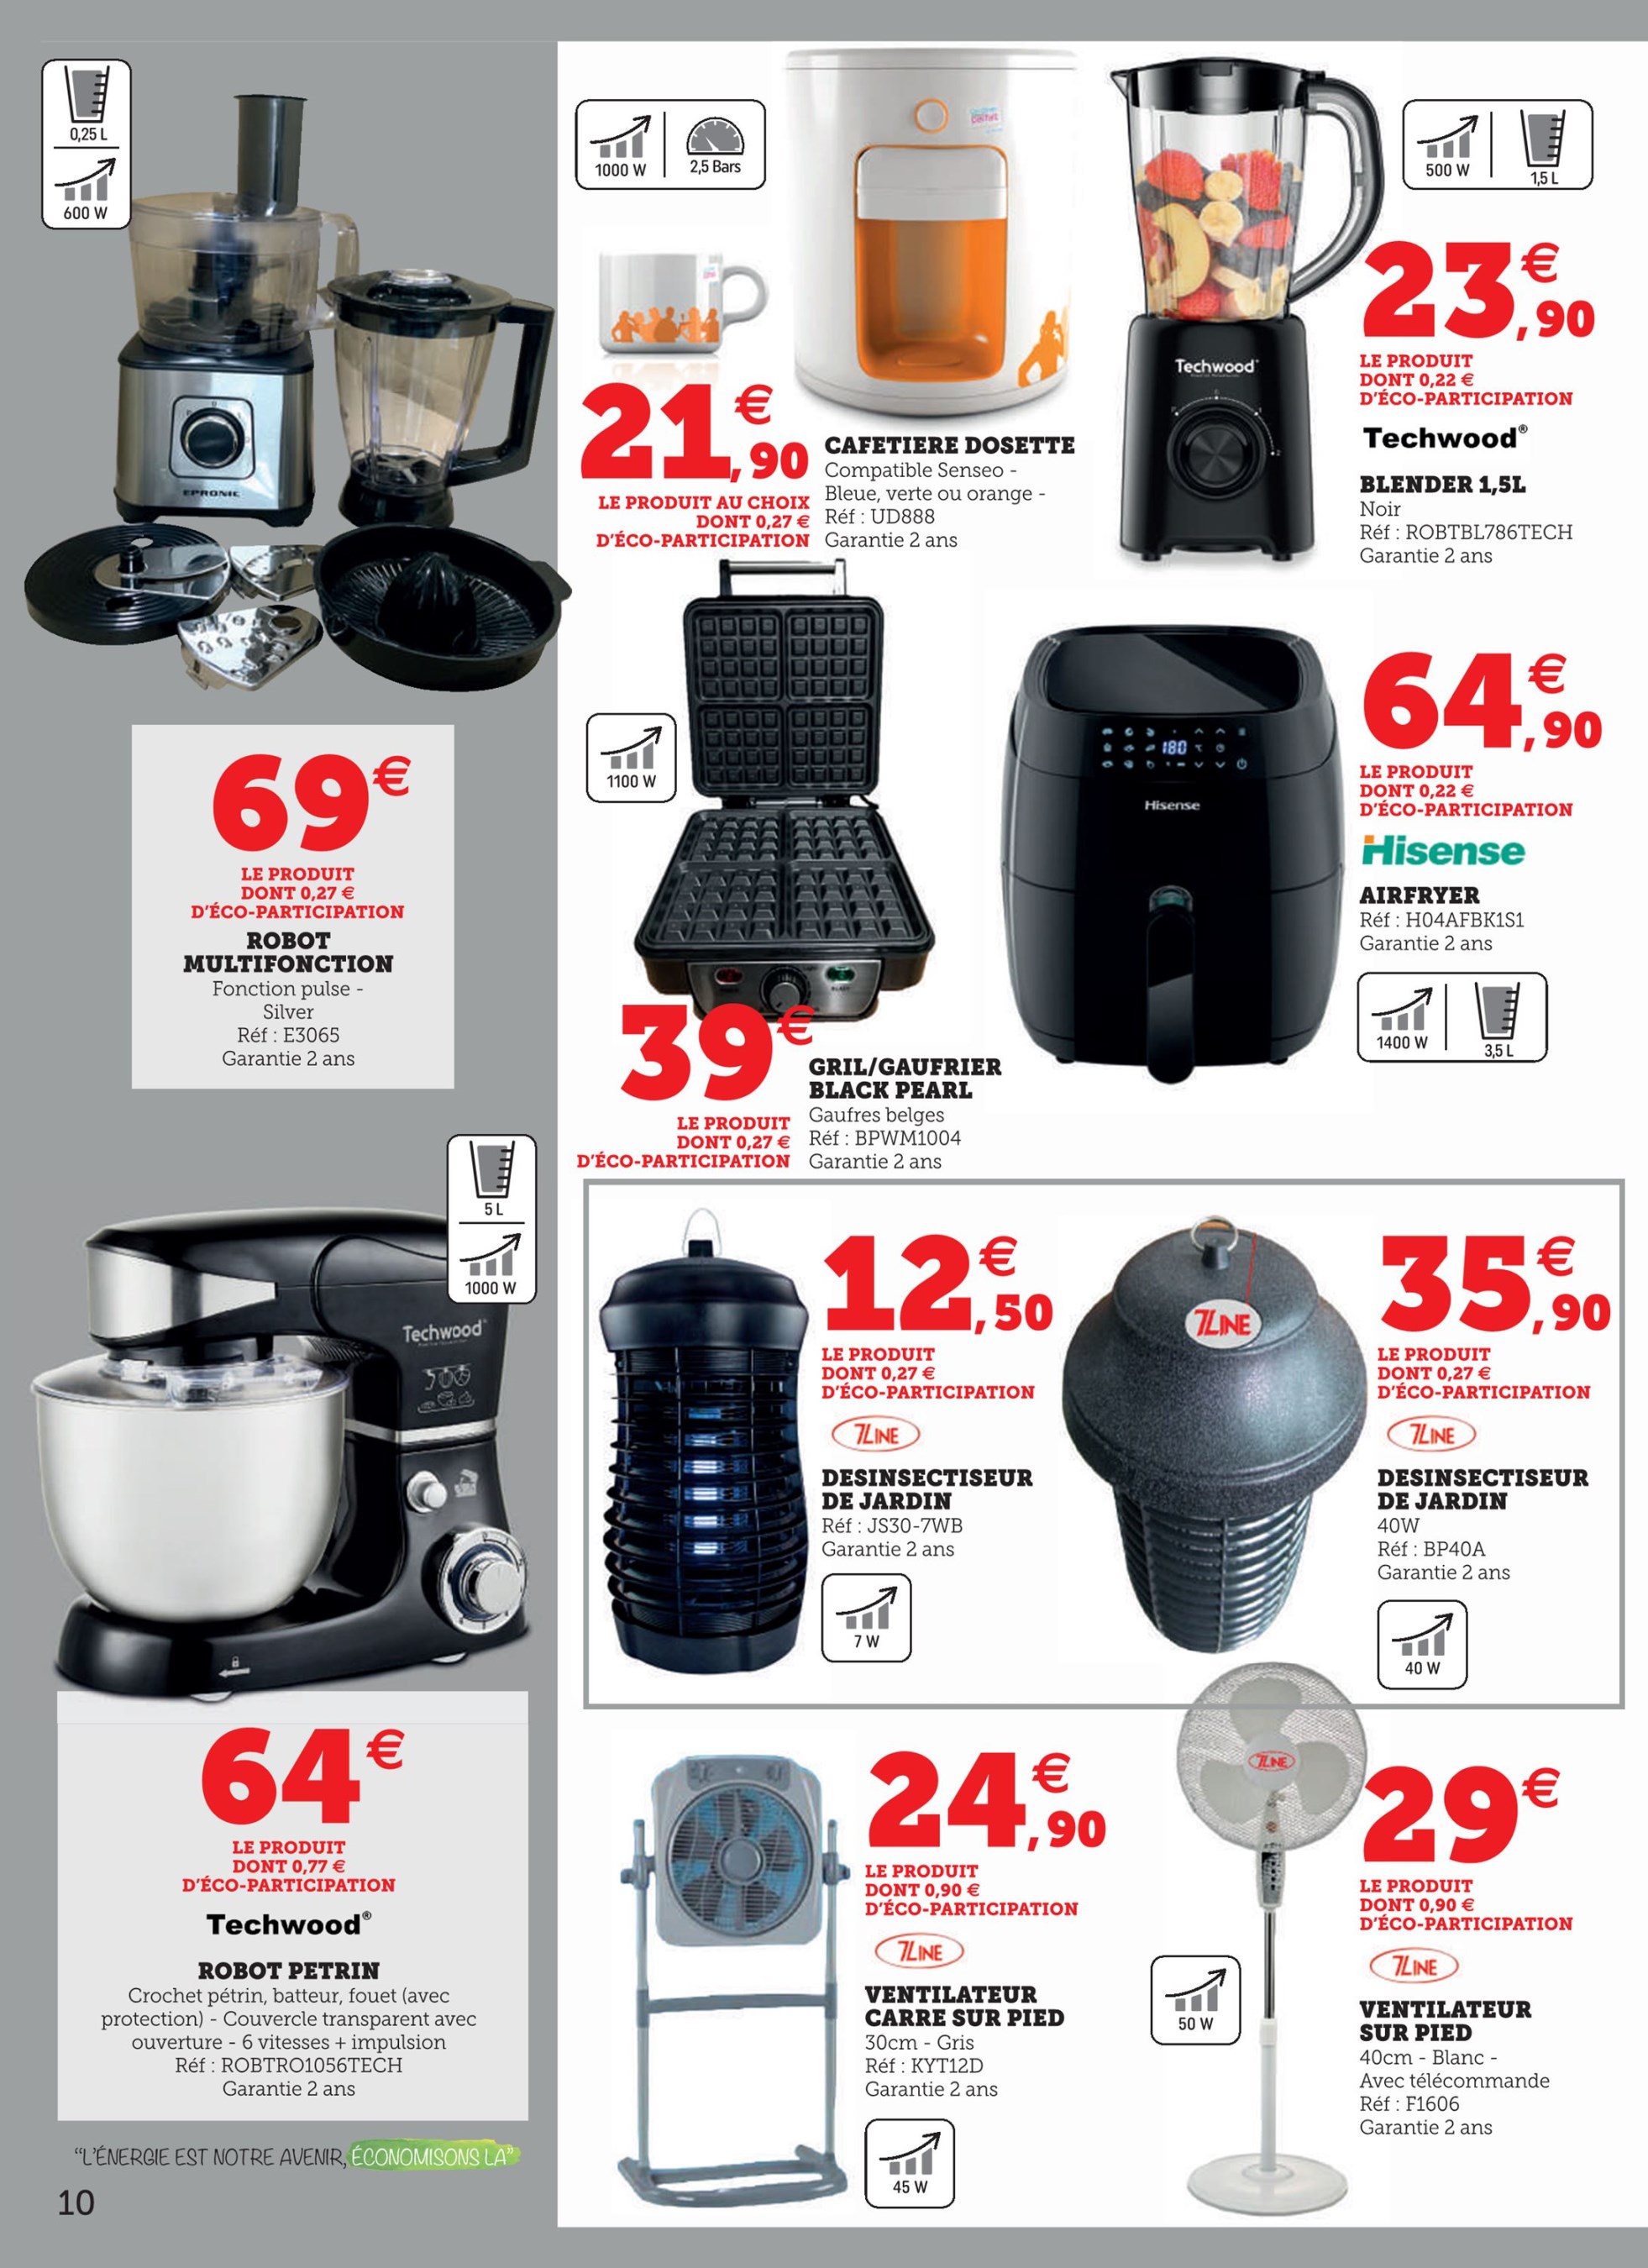 0,25 L
600 W
EPRONIC
69€
LE PRODUIT
DONT 0,27 €
D'ÉCO-PARTICIPATION
ROBOT
MULTIFONCTION
Fonction pulse -
Silver
Réf : E3065
Garantie 2 ans
5 L
1000 W
Techwood
64€
LE PRODUIT
DONT 0,77 €
D'ÉCO-PARTICIPATION
Techwood®
ROBOT PETRIN
Crochet pétrin, batteur, fouet (avec
protection) - Couvercle transparent avec
ouverture - 6 vitesses + impulsion
Réf : ROBTRO1056TECH
Garantie 2 ans
1000 W
2,5 Bars
21€,90
LE PRODUIT AU CHOIX
DONT 0,27 €
D'ÉCO-PARTICIPATION
CAFETIERE DOSETTE
Compatible Senseo -
Bleue, verte ou orange -
Réf : UD888
Garantie 2 ans
Techwood
500 W
1,5 L
23€,90
LE PRODUIT
DONT 0,22 €
D'ÉCO-PARTICIPATION
Techwood®
BLENDER 1,5L
Noir
Réf : ROBTBL786TECH
Garantie 2 ans
1100 W
39€
LE PRODUIT
DONT 0,27 €
D'ÉCO-PARTICIPATION
GRIL/GAUFRIER
BLACK PEARL
Gaufres belges
Réf : BPWM1004
Garantie 2 ans
180
Hisense
64€,90
LE PRODUIT
DONT 0,22 €
D'ÉCO-PARTICIPATION
Hisense
AIRFRYER
Réf : H04AFBK1S1
Garantie 2 ans
1400 W
3,5 L
12€,50
LE PRODUIT
DONT 0,27 €
D'ÉCO-PARTICIPATION
7LINE
DESINSECTISEUR
DE JARDIN
Réf : JS30-7WB
Garantie 2 ans
7 W
7LINE
35€,90
LE PRODUIT
DONT 0,27 €
D'ÉCO-PARTICIPATION
7LINE
DESINSECTISEUR
DE JARDIN
40W
Réf : BP40A
Garantie 2 ans
40 W
24€,90
LE PRODUIT
DONT 0,90 €
D'ÉCO-PARTICIPATION
7LINE
VENTILATEUR
CARRE SUR PIED
30cm - Gris
Réf : KYT12D
Garantie 2 ans
45 W
7LINE
50 W
29€
LE PRODUIT
DONT 0,90 €
D'ÉCO-PARTICIPATION
7LINE
VENTILATEUR
SUR PIED
40cm - Blanc -
Avec télécommande
Réf : F1606
Garantie 2 ans
“L'ÉNERGIE EST NOTRE AVENIR, ÉCONOMISONS LA”
10